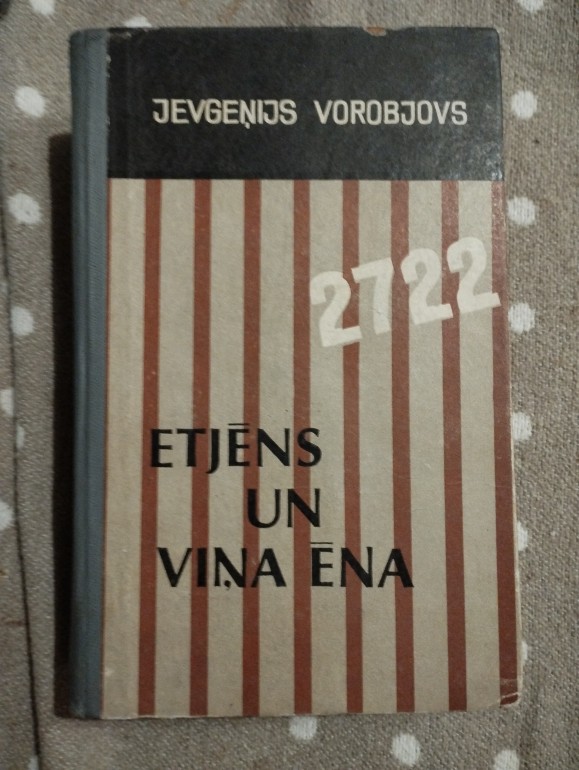 JEVGEŅIJS VOROBJOVS
2722
ETJĒNS
UN
VIŅA ĒNA